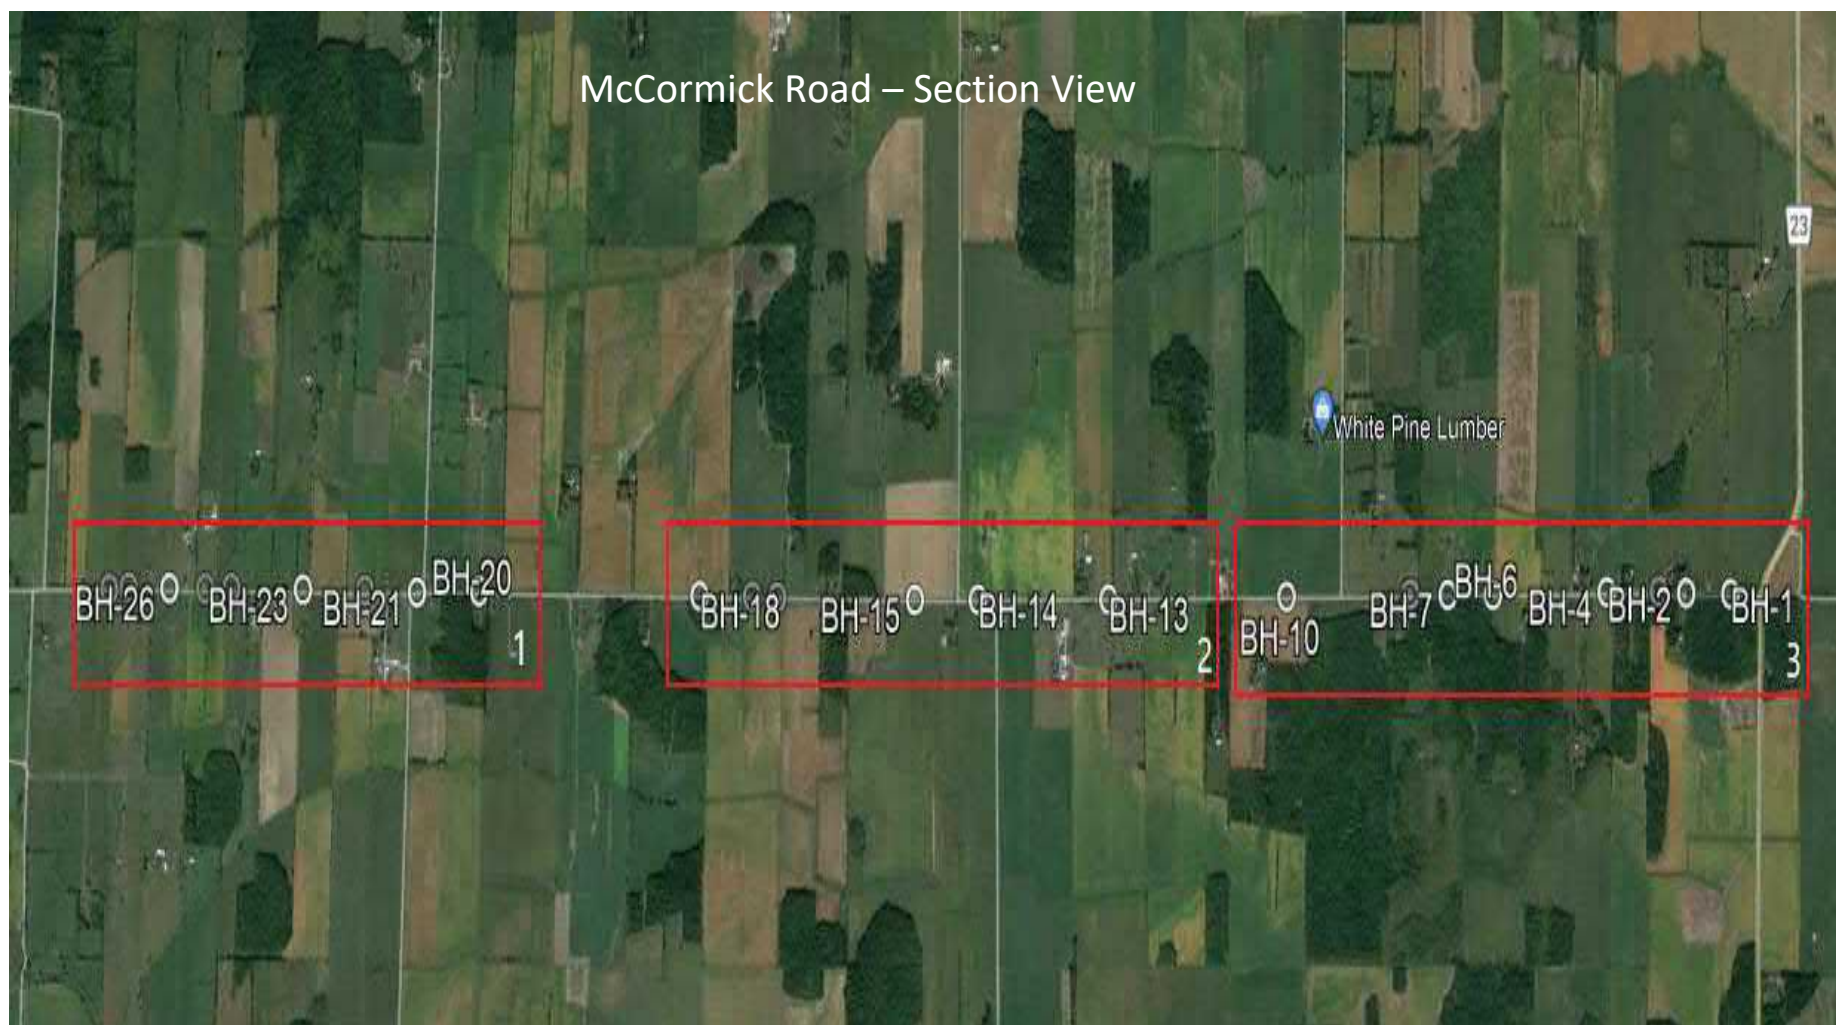 McCormick Road – Section View
23
White Pine Lumber
BH-26
BH-23
BH-21
BH-20
1
BH-18
BH-15
BH-14
BH-13
2
BH-10
BH-7
BH-6
BH-4
BH-2
BH-1
3